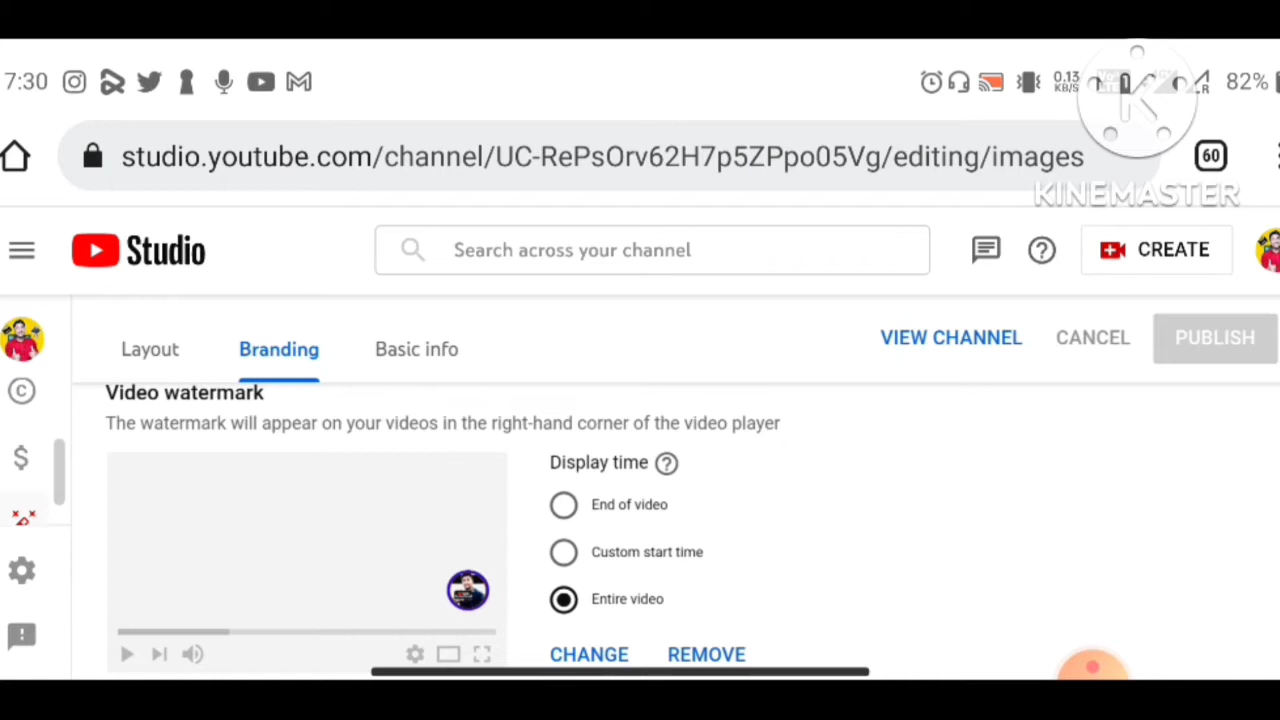 7:30 0.13 KB/S 82%
studio.youtube.com/channel/UC-RePsOrv62H7p5ZPpo05Vg/editing/images 60
KINEMASTER
Studio Search across your channel CREATE
Layout Branding Basic info VIEW CHANNEL CANCEL PUBLISH
Video watermark
The watermark will appear on your videos in the right-hand corner of the video player
Display time
End of video
Custom start time
Entire video
CHANGE REMOVE